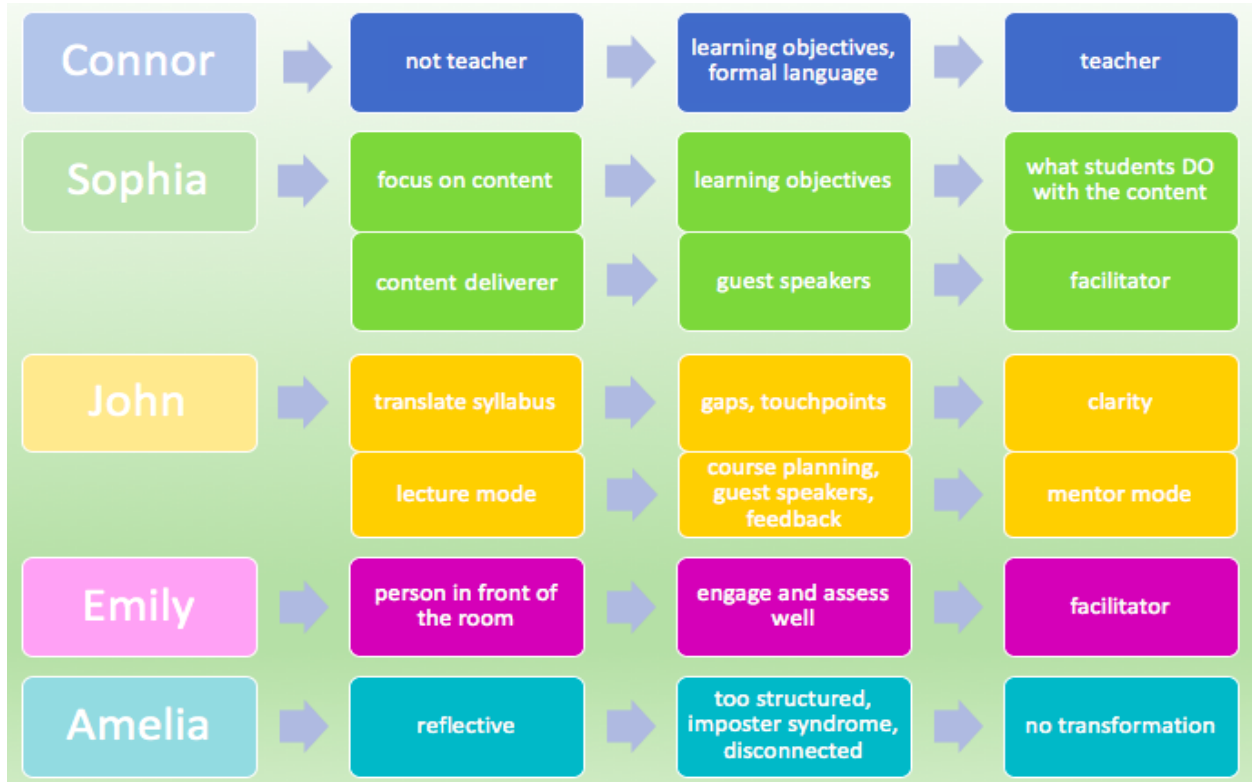 Connor
not teacher
learning objectives,
formal language
teacher
Sophia
focus on content
learning objectives
what students DO
with the content
content deliverer
guest speakers
facilitator
John
translate syllabus
gaps, touchpoints
clarity
lecture mode
course planning,
guest speakers,
feedback
mentor mode
Emily
person in front of
the room
engage and assess
well
facilitator
Amelia
reflective
too structured,
imposter syndrome,
disconnected
no transformation